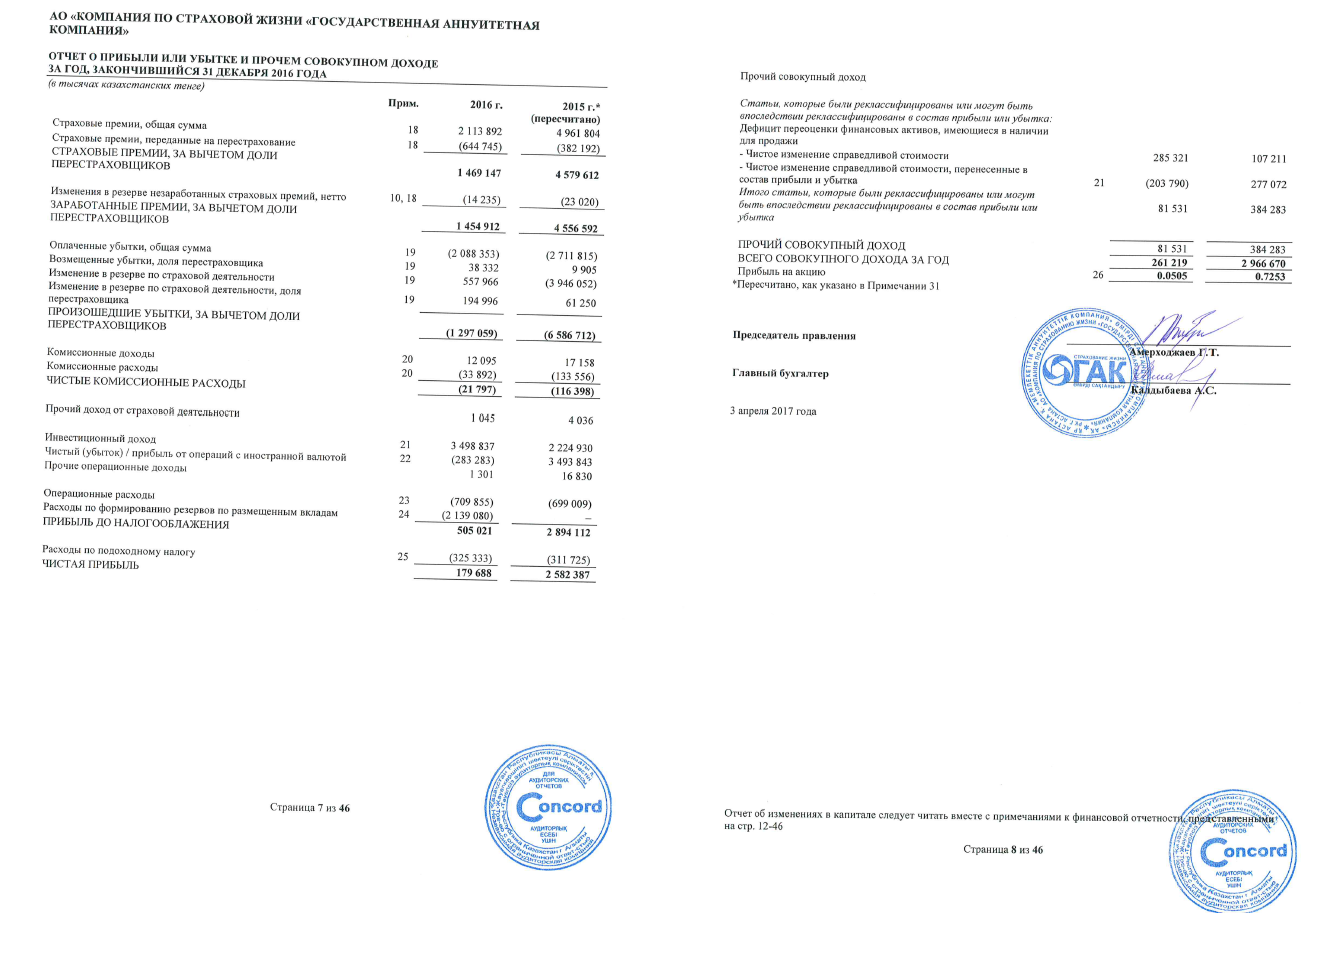 АО «КОМПАНИЯ ПО СТРАХОВОЙ ЖИЗНИ «ГОСУДАРСТВЕННАЯ АННУИТЕТНАЯ
КОМПАНИЯ»
ОТЧЕТ О ПРИБЫЛИ ИЛИ УБЫТКЕ И ПРОЧЕМ СОВОКУПНОМ ДОХОДЕ
ЗА ГОД, ЗАКОНЧИВШИЙСЯ 31 ДЕКАБРЯ 2016 ГОДА
(в тысячах казахстанских тенге)
Прим. 2016 г. 2015 г.*
(пересчитано)
Страховые премии, общая сумма 18 2 113 892 4 961 804
Страховые премии, переданные на перестрахование 18 (644 745) (382 192)
СТРАХОВЫЕ ПРЕМИИ, ЗА ВЫЧЕТОМ ДОЛИ
ПЕРЕСТРАХОВЩИКОВ 1 469 147 4 579 612
Изменения в резерве незаработанных страховых премий, нетто 10, 18 (14 235) (23 020)
ЗАРАБОТАННЫЕ ПРЕМИИ, ЗА ВЫЧЕТОМ ДОЛИ
ПЕРЕСТРАХОВЩИКОВ 1 454 912 4 556 592
Оплаченные убытки, общая сумма 19 (2 088 353) (2 711 815)
Возмещенные убытки, доля перестраховщика 19 38 332 9 905
Изменение в резерве по страховой деятельности 19 557 966 (3 946 052)
Изменение в резерве по страховой деятельности, доля
перестраховщика 19 194 996 61 250
ПРОИЗОШЕДШИЕ УБЫТКИ, ЗА ВЫЧЕТОМ ДОЛИ
ПЕРЕСТРАХОВЩИКОВ (1 297 059) (6 586 712)
Комиссионные доходы 20 12 095 17 158
Комиссионные расходы 20 (33 892) (133 556)
ЧИСТЫЕ КОМИССИОННЫЕ РАСХОДЫ (21 797) (116 398)
Прочий доход от страховой деятельности 1 045 4 036
Инвестиционный доход 21 3 498 837 2 224 930
Чистый (убыток) / прибыль от операций с иностранной валютой 22 (283 283) 3 493 843
Прочие операционные доходы 1 301 16 830
Операционные расходы 23 (709 855) (699 009)
Расходы по формированию резервов по размещенным вкладам 24 (2 139 080) –
ПРИБЫЛЬ ДО НАЛОГООБЛАЖЕНИЯ 505 021 2 894 112
Расходы по подоходному налогу 25 (325 333) (311 725)
ЧИСТАЯ ПРИБЫЛЬ 179 688 2 582 387
Страница 7 из 46
ДЛЯ
АУДИТОРСКИХ
ОТЧЕТОВ
Concord
АУДИТОРЛЫҚ
ЕСЕБІ
ҮШІН
Прочий совокупный доход
Статьи, которые были реклассифицированы или могут быть
впоследствии реклассифицированы в состав прибыли или убытка:
Дефицит переоценки финансовых активов, имеющиеся в наличии
для продажи
- Чистое изменение справедливой стоимости 285 321 107 211
- Чистое изменение справедливой стоимости, перенесенные в
состав прибыли и убытка 21 (203 790) 277 072
Итого статьи, которые были реклассифицированы или могут
быть впоследствии реклассифицированы в состав прибыли или
убытка 81 531 384 283
ПРОЧИЙ СОВОКУПНЫЙ ДОХОД 81 531 384 283
ВСЕГО СОВОКУПНОГО ДОХОДА ЗА ГОД 261 219 2 966 670
Прибыль на акцию 26 0.0505 0.7253
*Пересчитано, как указано в Примечании 31
Председатель правления
Амерходжаев Г.Т.
Главный бухгалтер
Калдыбаева А.С.
СТРАХОВАНИЕ ЖИЗНИ
ГАК
ӨМІРДІ САҚТАНДЫРУ
3 апреля 2017 года
Отчет об изменениях в капитале следует читать вместе с примечаниями к финансовой отчетности, представленными
на стр. 12-46
Страница 8 из 46
АУДИТОРСКИХ
ОТЧЕТОВ
Concord
АУДИТОРЛЫҚ
ЕСЕБІ
ҮШІН